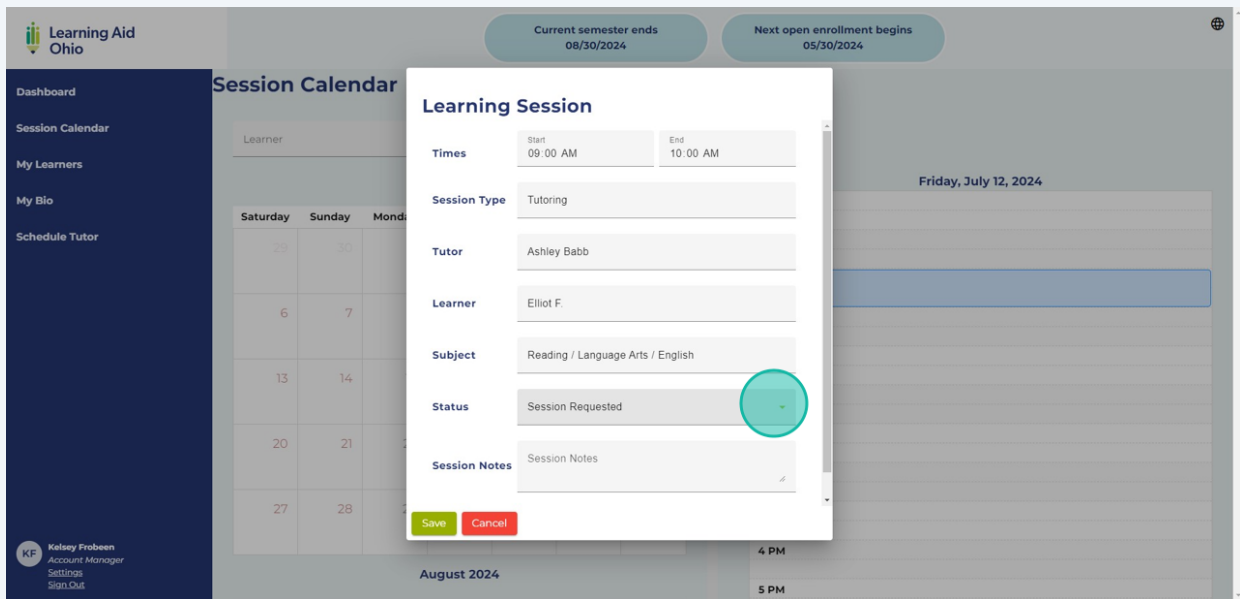 Learning Aid
Ohio
Current semester ends
08/30/2024
Next open enrollment begins
05/30/2024
Dashboard
Session Calendar
My Learners
My Bio
Schedule Tutor
KF
Kelsey Frobeen
Account Manager
Settings
Sign Out
Session Calendar
Learner
Saturday Sunday Monda
29 30
6 7
13 14
20 21 2
27 28 2
August 2024
Learning Session
Times
Start
09:00 AM
End
10:00 AM
Session Type Tutoring
Tutor Ashley Babb
Learner Elliot F.
Subject Reading / Language Arts / English
Status Session Requested
Session Notes Session Notes
Save Cancel
Friday, July 12, 2024
4 PM
5 PM